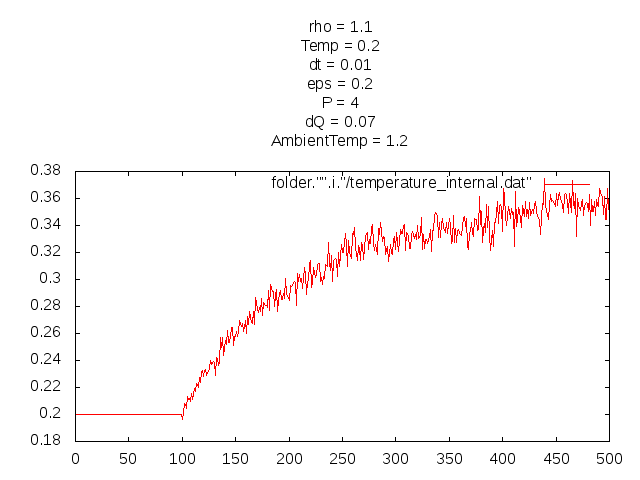 rho = 1.1
Temp = 0.2
dt = 0.01
eps = 0.2
P = 4
dQ = 0.07
AmbientTemp = 1.2
folder."".i."/temperature_internal.dat"
0.38
0.36
0.34
0.32
0.3
0.28
0.26
0.24
0.22
0.2
0.18
0 50 100 150 200 250 300 350 400 450 500